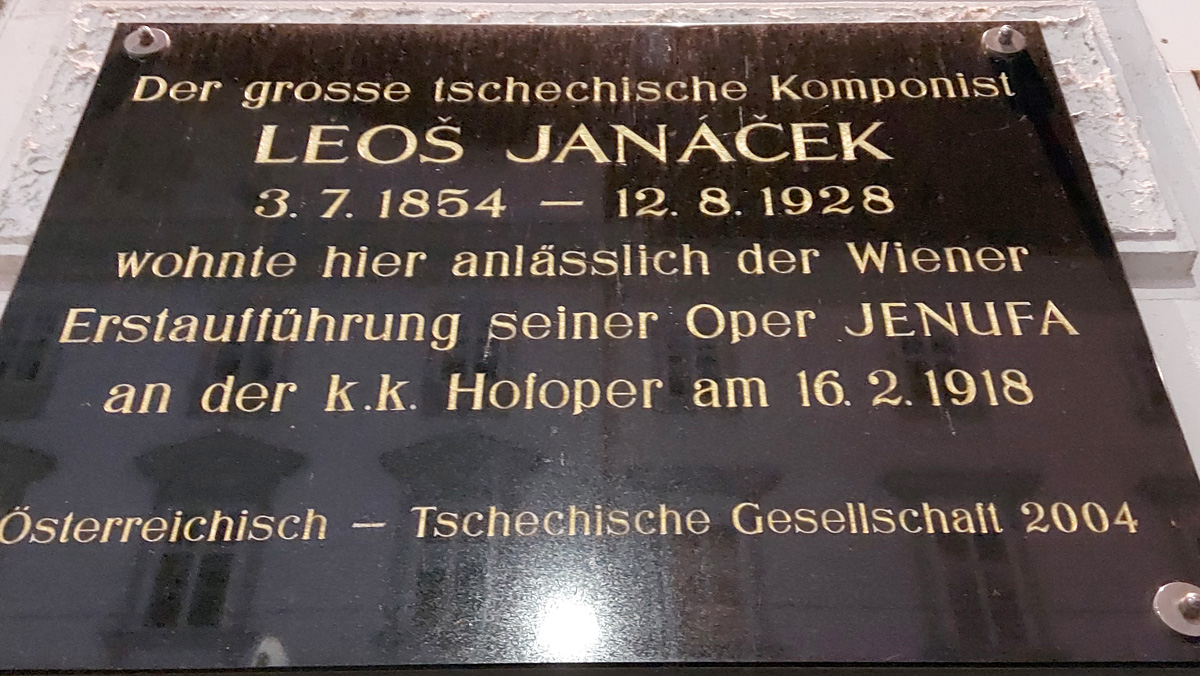 Der grosse tschechische Komponist
LEOŠ JANÁČEK
3. 7. 1854 – 12. 8. 1928
wohnte hier anlässlich der Wiener
Erstaufführung seiner Oper JENUFA
an der k.k. Hofoper am 16. 2. 1918
Österreichisch – Tschechische Gesellschaft 2004